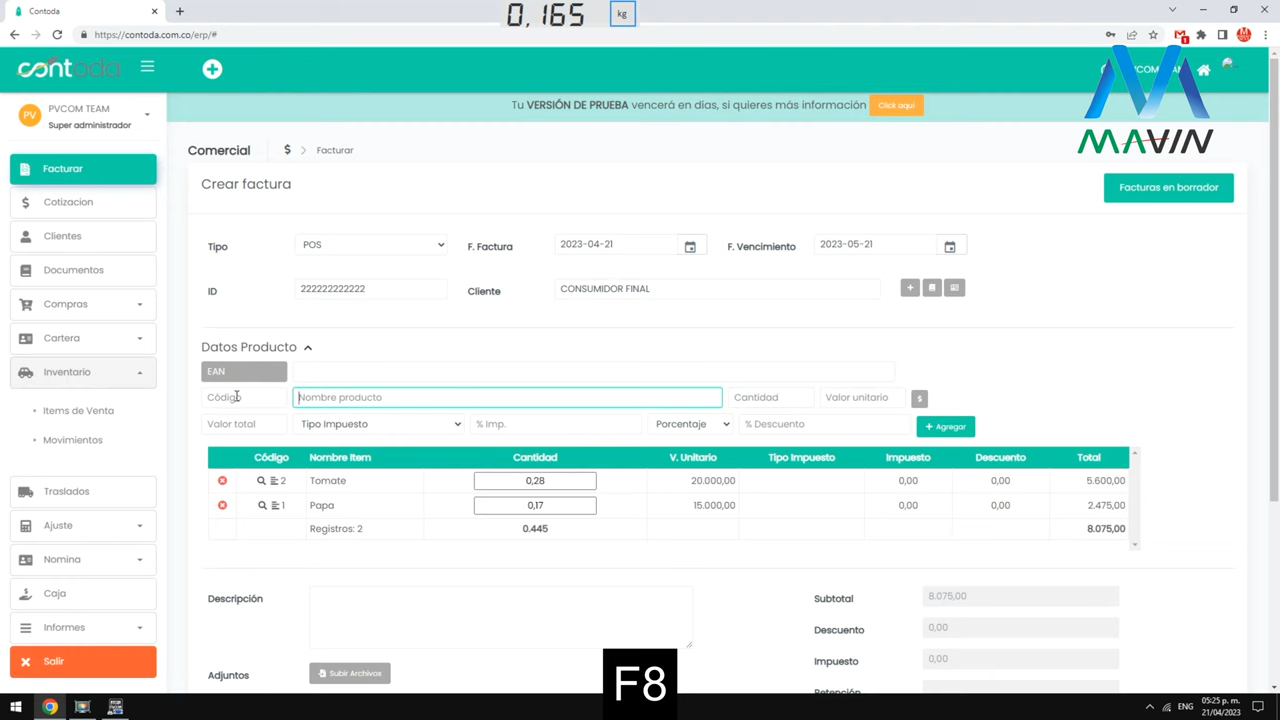 Contoda
0,165 kg
https://contoda.com.co/erp/#
contoda
PVCOM TEAM
MAVIN
PV
PVCOM TEAM
Super administrador
Tu VERSIÓN DE PRUEBA vencerá en días, si quieres más información Click aquí
Comercial $ > Facturar
Facturar
Cotizacion
Clientes
Documentos
Compras
Cartera
Inventario
Items de Venta
Movimientos
Traslados
Ajuste
Nomina
Caja
Informes
Salir
Crear factura
Facturas en borrador
Tipo POS F. Factura 2023-04-21 F. Vencimiento 2023-05-21
ID 222222222222 Cliente CONSUMIDOR FINAL
Datos Producto
EAN
Código Nombre producto Cantidad Valor unitario $
Valor total Tipo Impuesto % Imp. Porcentaje % Descuento + Agregar
Código Nombre Item Cantidad V. Unitario Tipo Impuesto Impuesto Descuento Total
2 Tomate 0,28 20.000,00 0,00 0,00 5.600,00
1 Papa 0,17 15.000,00 0,00 0,00 2.475,00
Registros: 2 0.445 8.075,00
Descripción
Subtotal 8.075,00
Descuento 0,00
Impuesto 0,00
Retención
Adjuntos Subir Archivos
F8
ENG
05:25 p. m.
21/04/2023